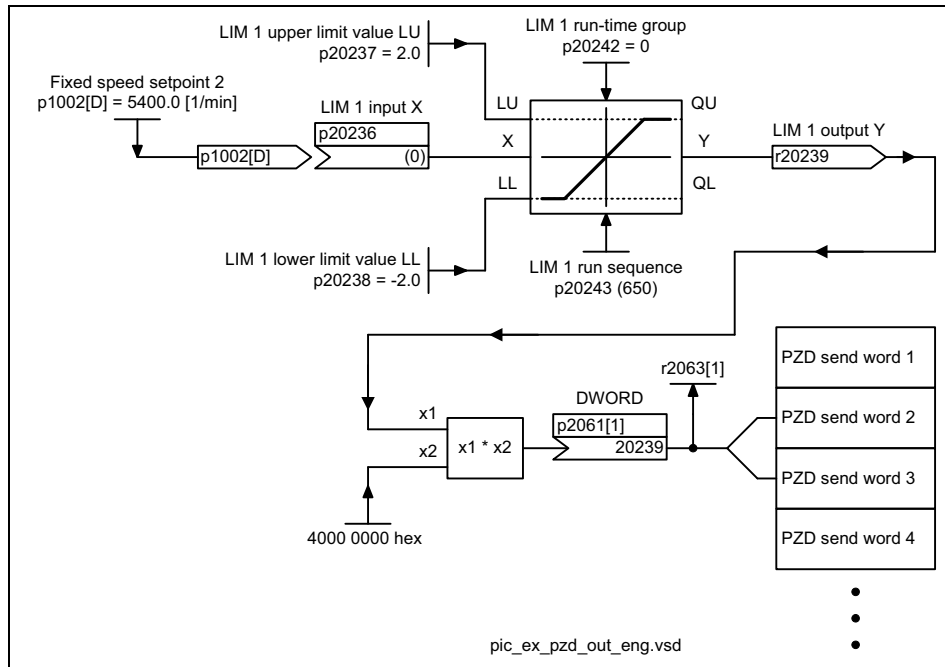 LIM 1 upper limit value LU
p20237 = 2.0
LIM 1 run-time group
p20242 = 0
Fixed speed setpoint 2
p1002[D] = 5400.0 [1/min]
LIM 1 input X
p20236
p1002[D]
(0)
LU
X
LL
QU
Y
QL
LIM 1 output Y
r20239
LIM 1 lower limit value LL
p20238 = -2.0
LIM 1 run sequence
p20243 (650)
x1
x2
x1 * x2
4000 0000 hex
DWORD
p2061[1]
20239
r2063[1]
PZD send word 1
PZD send word 2
PZD send word 3
PZD send word 4
pic_ex_pzd_out_eng.vsd